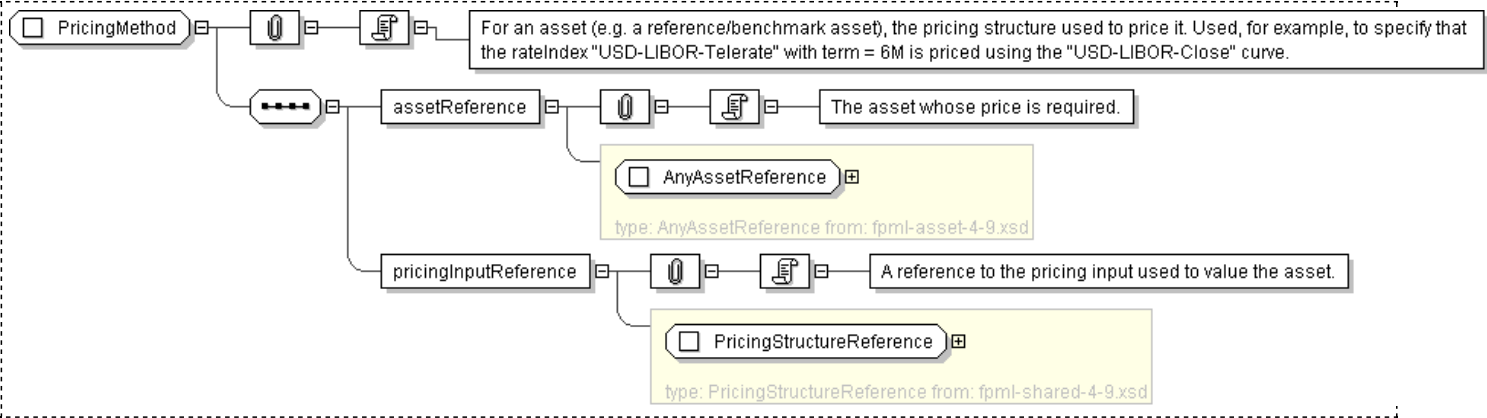 PricingMethod
For an asset (e.g. a reference/benchmark asset), the pricing structure used to price it. Used, for example, to specify that
the rateIndex "USD-LIBOR-Telerate" with term = 6M is priced using the "USD-LIBOR-Close" curve.
assetReference
The asset whose price is required.
AnyAssetReference
type: AnyAssetReference from: fpml-asset-4-9.xsd
pricingInputReference
A reference to the pricing input used to value the asset.
PricingStructureReference
type: PricingStructureReference from: fpml-shared-4-9.xsd